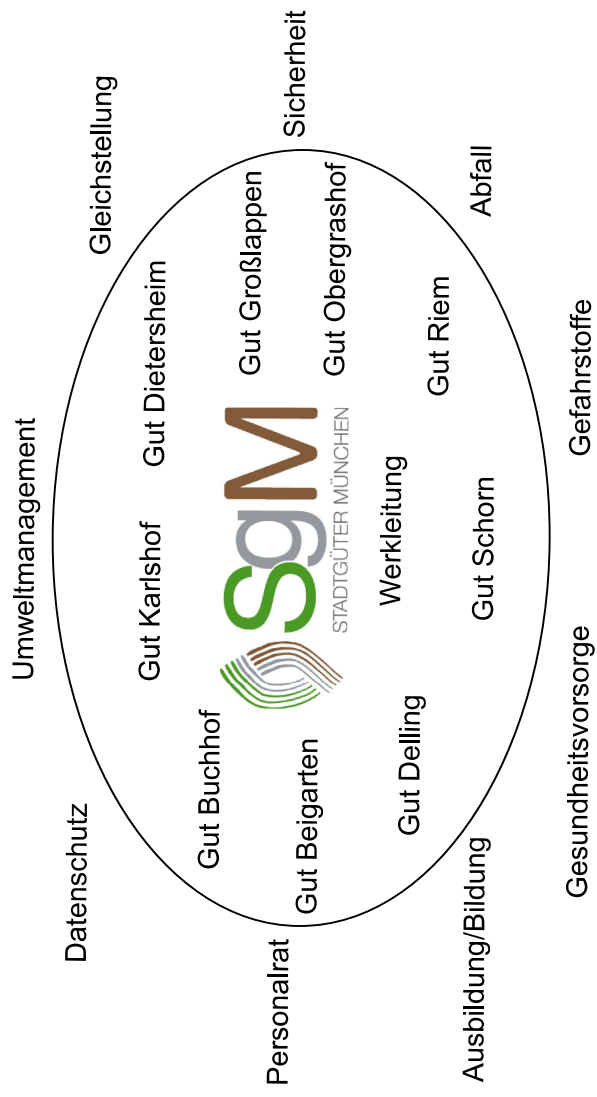 Umweltmanagement
Datenschutz
Gleichstellung
Gut Karlshof
Gut Dietersheim
Gut Buchhof
Gut Großlappen
SgM
STADTGÜTER MÜNCHEN
Personalrat
Sicherheit
Gut Beigarten
Gut Obergrashof
Werkleitung
Gut Delling
Gut Riem
Ausbildung/Bildung
Gut Schorn
Abfall
Gesundheitsvorsorge
Gefahrstoffe